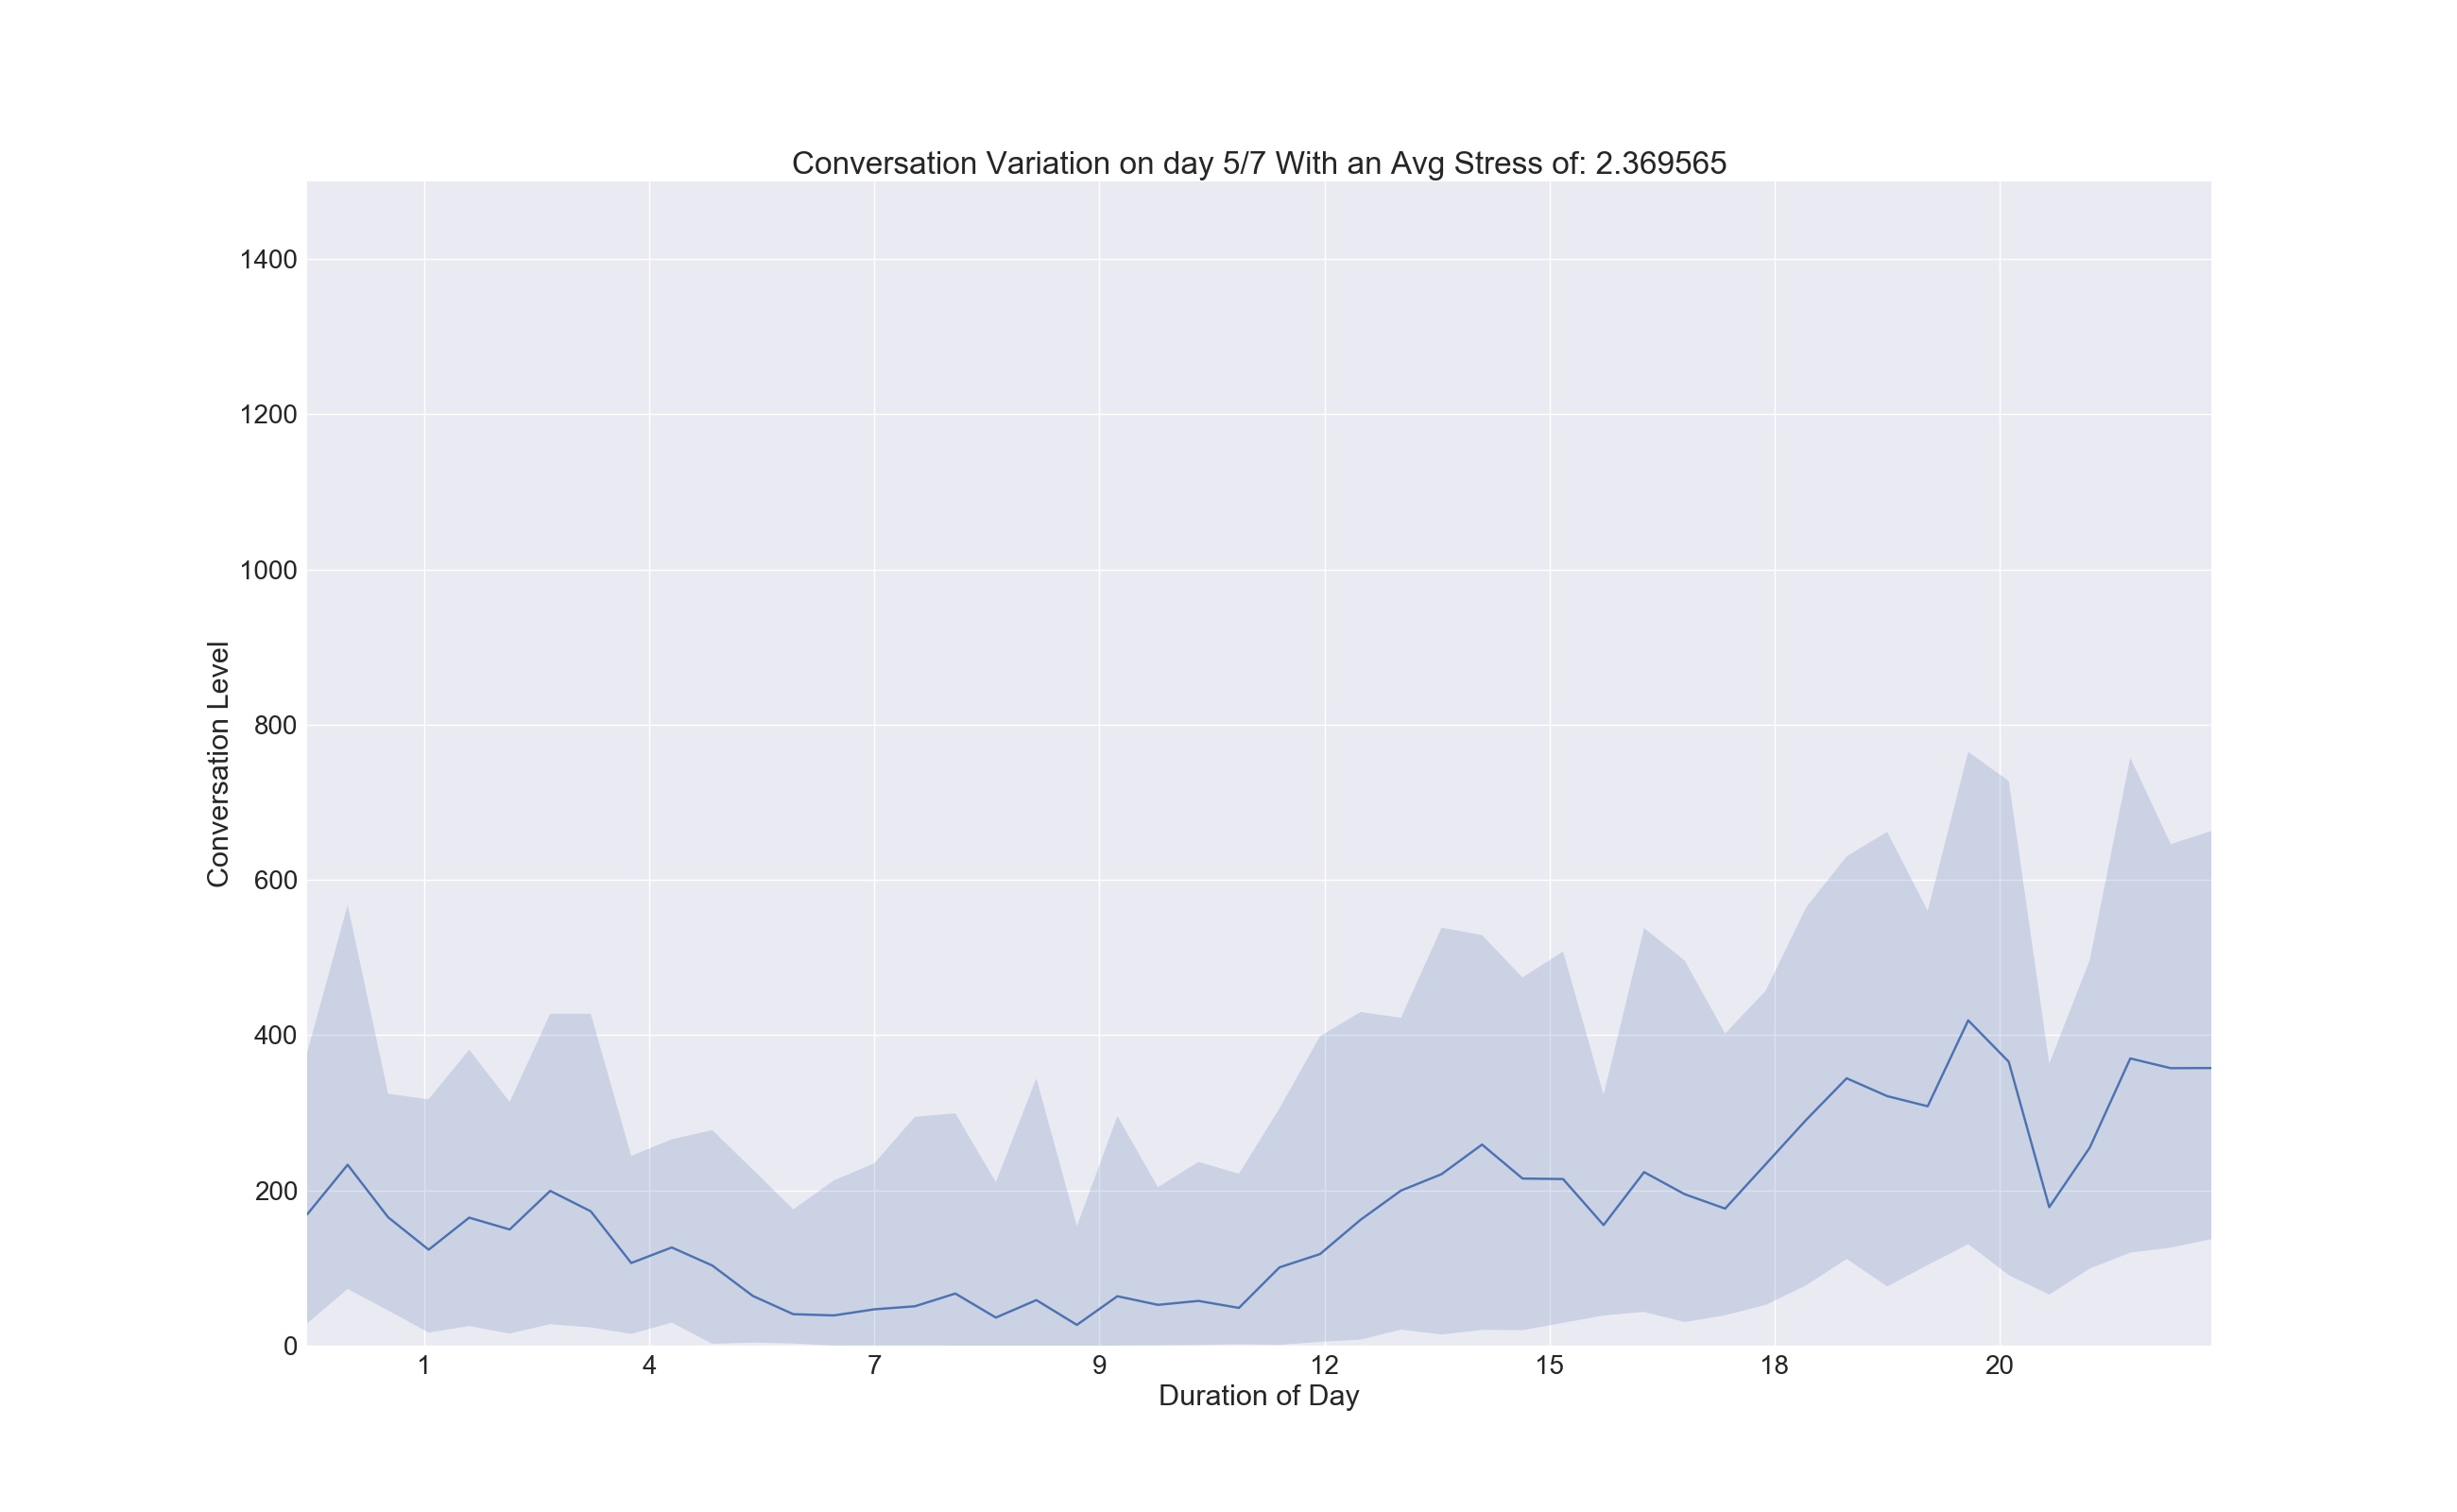 Conversation Variation on day 5/7 With an Avg Stress of: 2.369565
1400
1200
1000
800
600
400
200
0
Conversation Level
1 4 7 9 12 15 18 20
Duration of Day